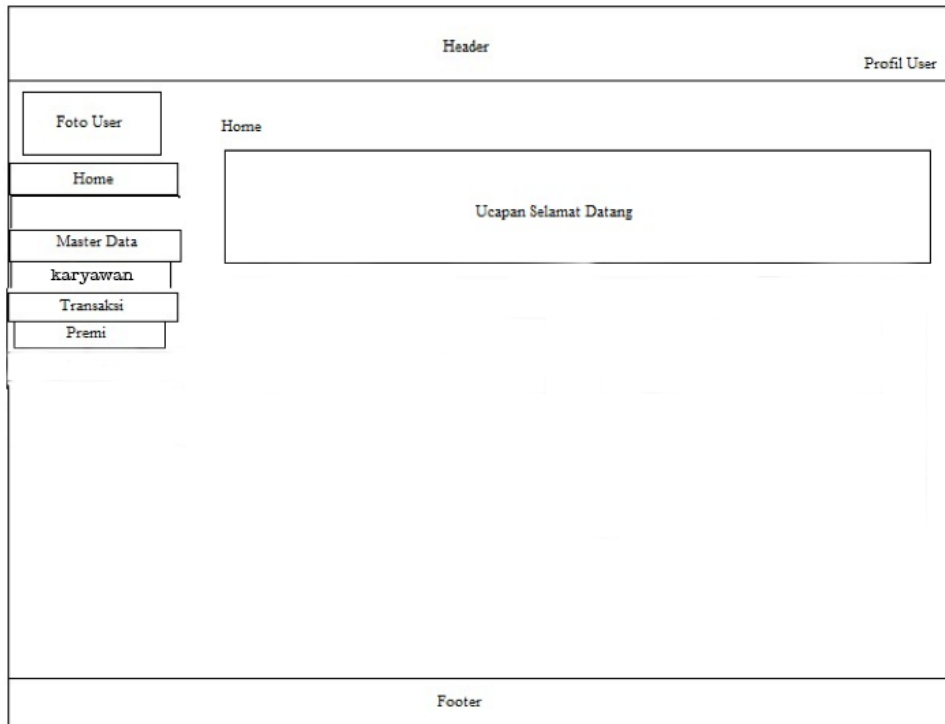 Header
Profil User
Foto User
Home
Home
Ucapan Selamat Datang
Master Data
karyawan
Transaksi
Premi
Footer